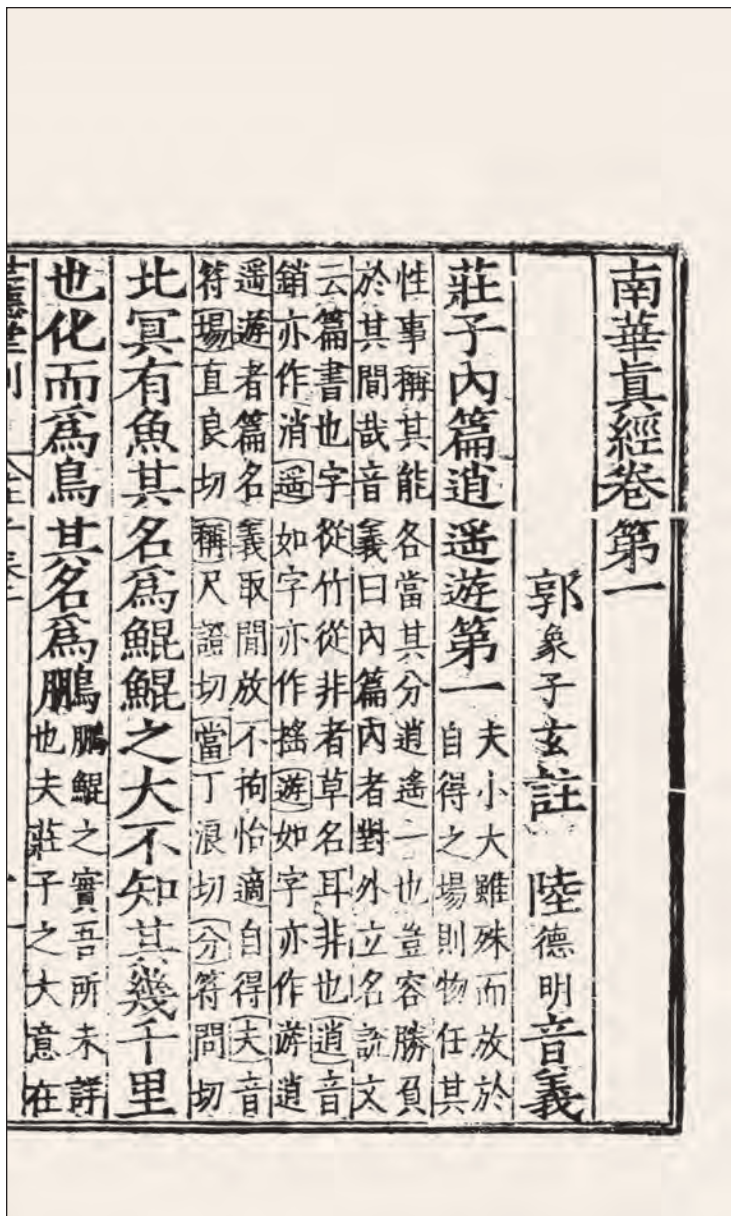 南華眞經卷第一
郭象子玄註 陸德明音義
莊子內篇逍遥遊第一
夫小大雖殊而放於
自得之場則物任其
性事稱其能各當其分逍遙一也豈容勝負
於其間哉音義曰內篇內者對外立名說文
云篇書也字從竹從非者草名耳非也逍音
銷亦作消遥如字亦作摇遊如字亦作游逍
遥遊者篇名義取閒放不拘怡適自得夫音
符場直良切稱尺證切當丁浪切分符問切
北冥有魚其名爲鯤鯤之大不知其幾千里
也化而爲鳥其名爲鵬
鵬鯤之實吾所未詳
也夫莊子之大意在
世德堂刊